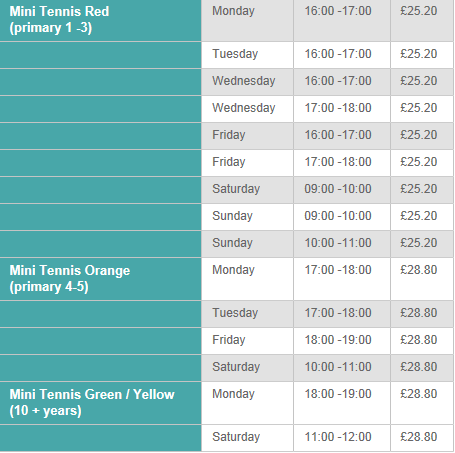 Mini Tennis Red Monday 16:00 -17:00 £25.20
(primary 1 -3)
Tuesday 16:00 -17:00 £25.20
Wednesday 16:00 -17:00 £25.20
Wednesday 17:00 -18:00 £25.20
Friday 16:00 -17:00 £25.20
Friday 17:00 -18:00 £25.20
Saturday 09:00 -10:00 £25.20
Sunday 09:00 -10:00 £25.20
Sunday 10:00 -11:00 £25.20
Mini Tennis Orange Monday 17:00 -18:00 £28.80
(primary 4-5)
Tuesday 17:00 -18:00 £28.80
Friday 18:00 -19:00 £28.80
Saturday 10:00 -11:00 £28.80
Mini Tennis Green / Yellow Monday 18:00 -19:00 £28.80
(10 + years)
Saturday 11:00 -12:00 £28.80